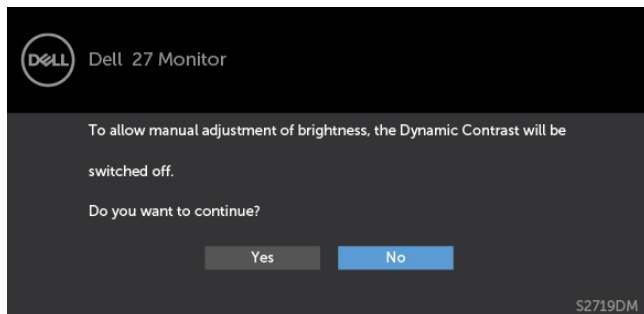 DELL
Dell 27 Monitor
To allow manual adjustment of brightness, the Dynamic Contrast will be
switched off.
Do you want to continue?
Yes
No
S2719DM